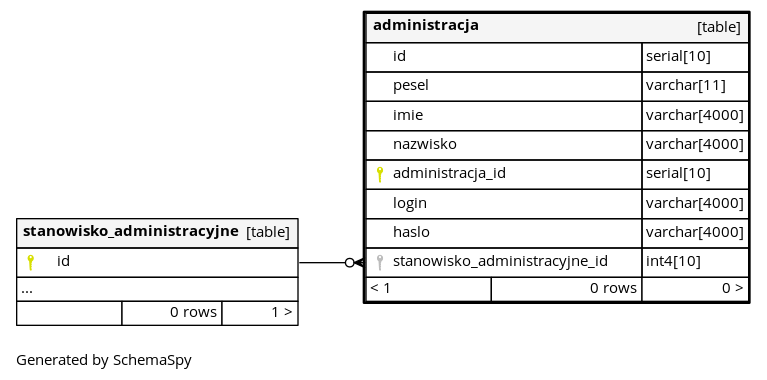 administracja [table]
id serial[10]
pesel varchar[11]
imie varchar[4000]
nazwisko varchar[4000]
administracja_id serial[10]
login varchar[4000]
haslo varchar[4000]
stanowisko_administracyjne_id int4[10]
< 1 0 rows 0 >
stanowisko_administracyjne [table]
id
...
0 rows 1 >
Generated by SchemaSpy